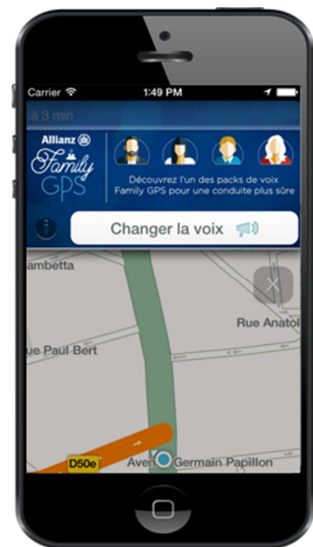 Carrier 1:49 PM
à 3 min
Allianz
Family
GPS
Découvrez l'un des packs de voix
Family GPS pour une conduite plus sûre
i
Changer la voix
ambetta
X
Rue Anatol
ue Paul Bert
D50e
Aven Germain Papillon